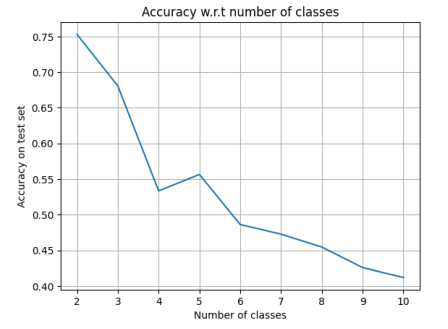 Accuracy w.r.t number of classes
Accuracy on test set
0.75
0.70
0.65
0.60
0.55
0.50
0.45
0.40
2 3 4 5 6 7 8 9 10
Number of classes